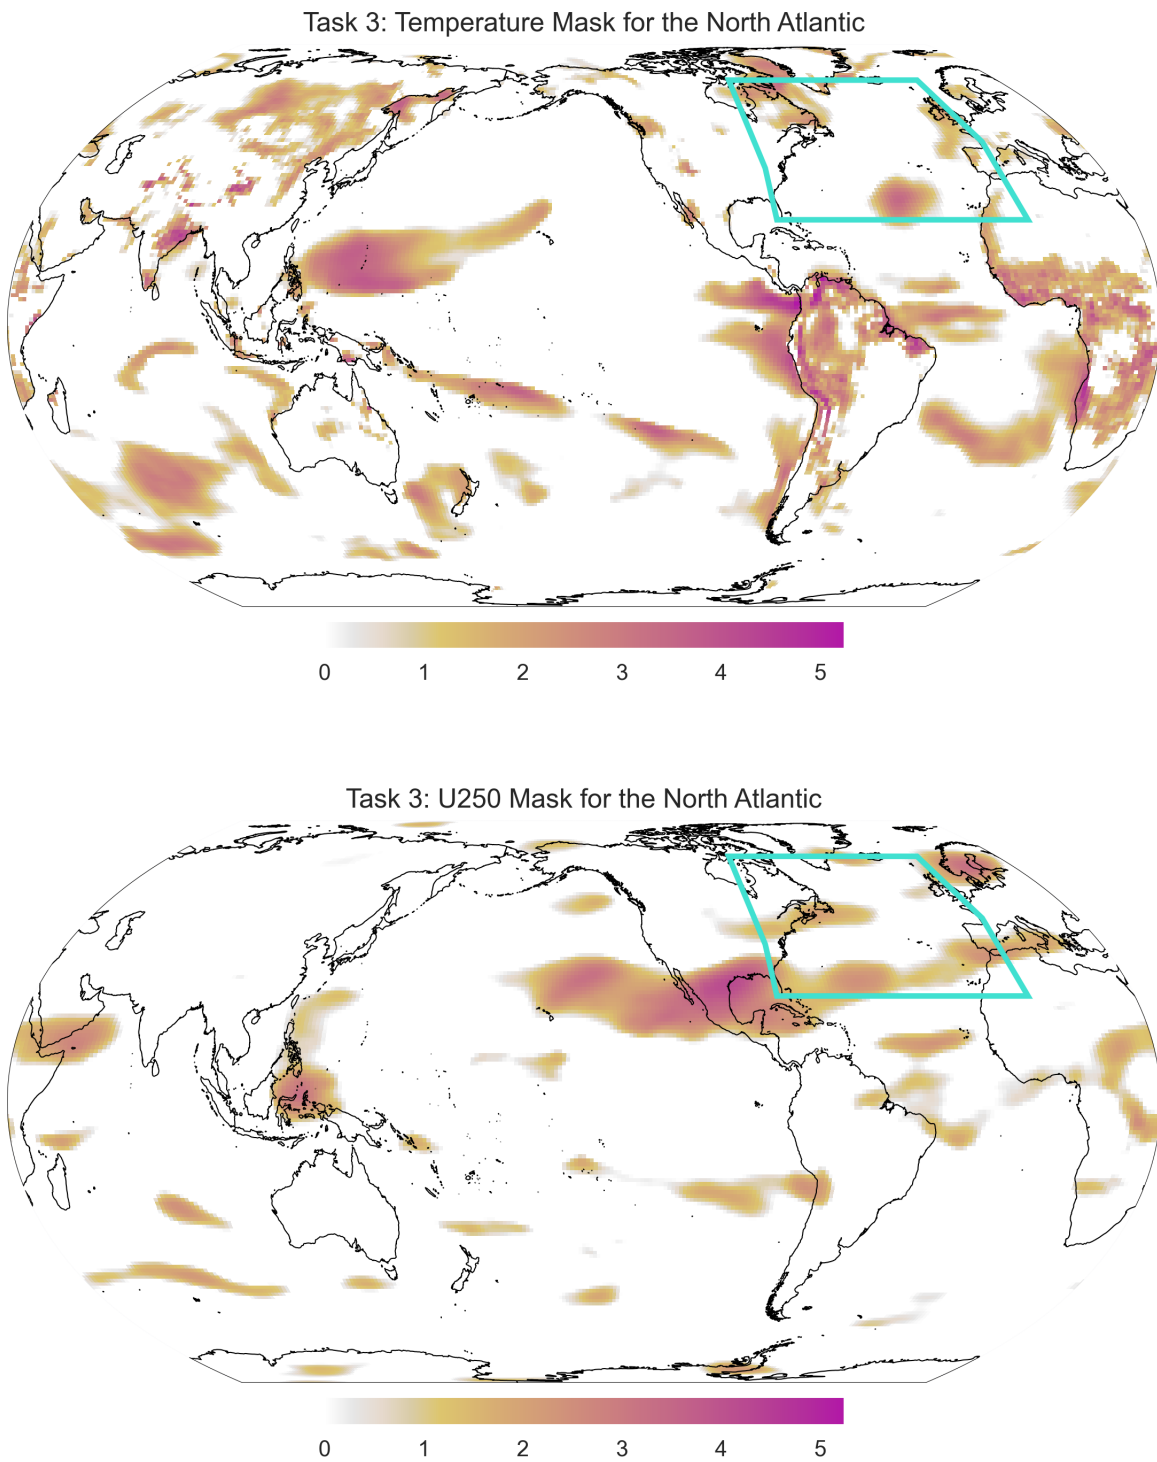 Task 3: Temperature Mask for the North Atlantic
0 1 2 3 4 5
Task 3: U250 Mask for the North Atlantic
0 1 2 3 4 5